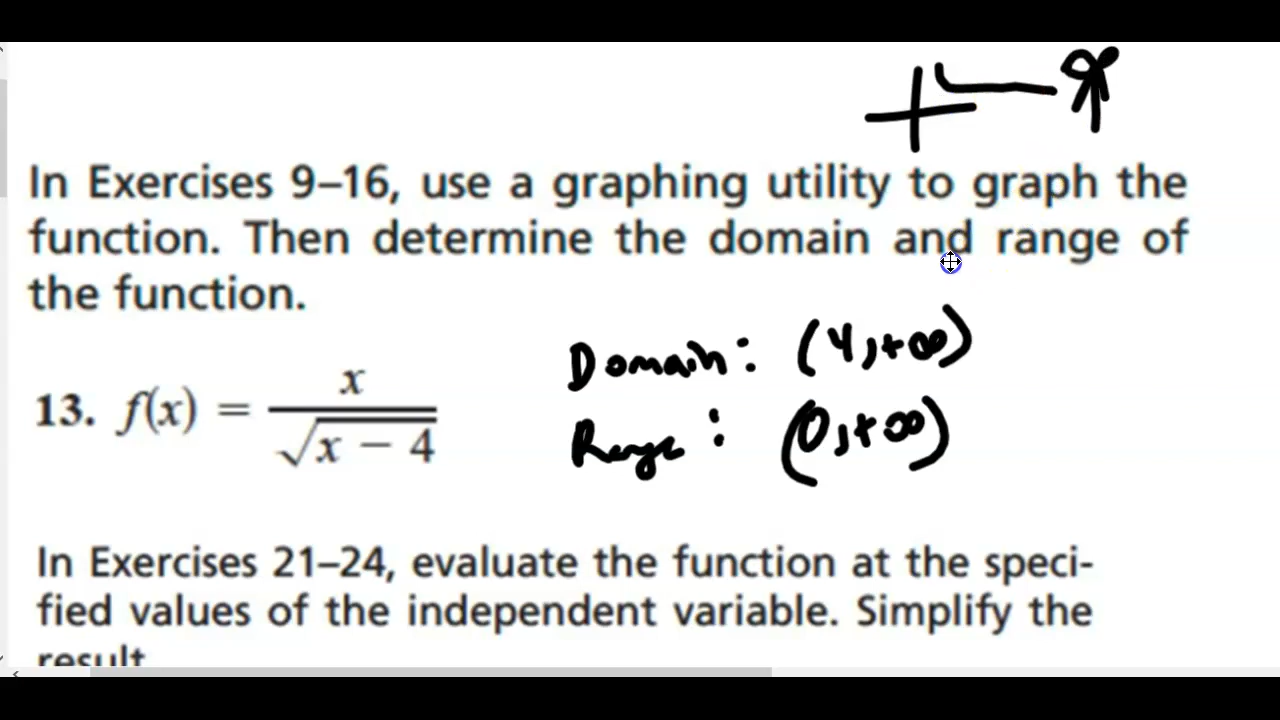 In Exercises 9–16, use a graphing utility to graph the
function. Then determine the domain and range of
the function.
Domain: (4,+∞)
13. f(x) = x/√(x − 4)
Range: (0,+∞)
In Exercises 21–24, evaluate the function at the speci-
fied values of the independent variable. Simplify the
result